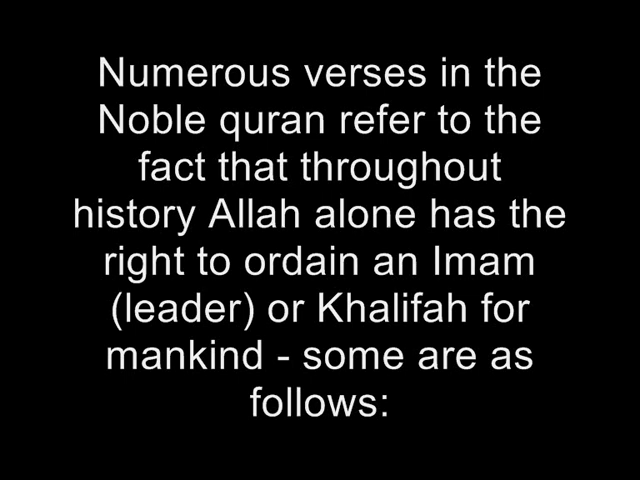 Numerous verses in the
Noble quran refer to the
fact that throughout
history Allah alone has the
right to ordain an Imam
(leader) or Khalifah for
mankind - some are as
follows: